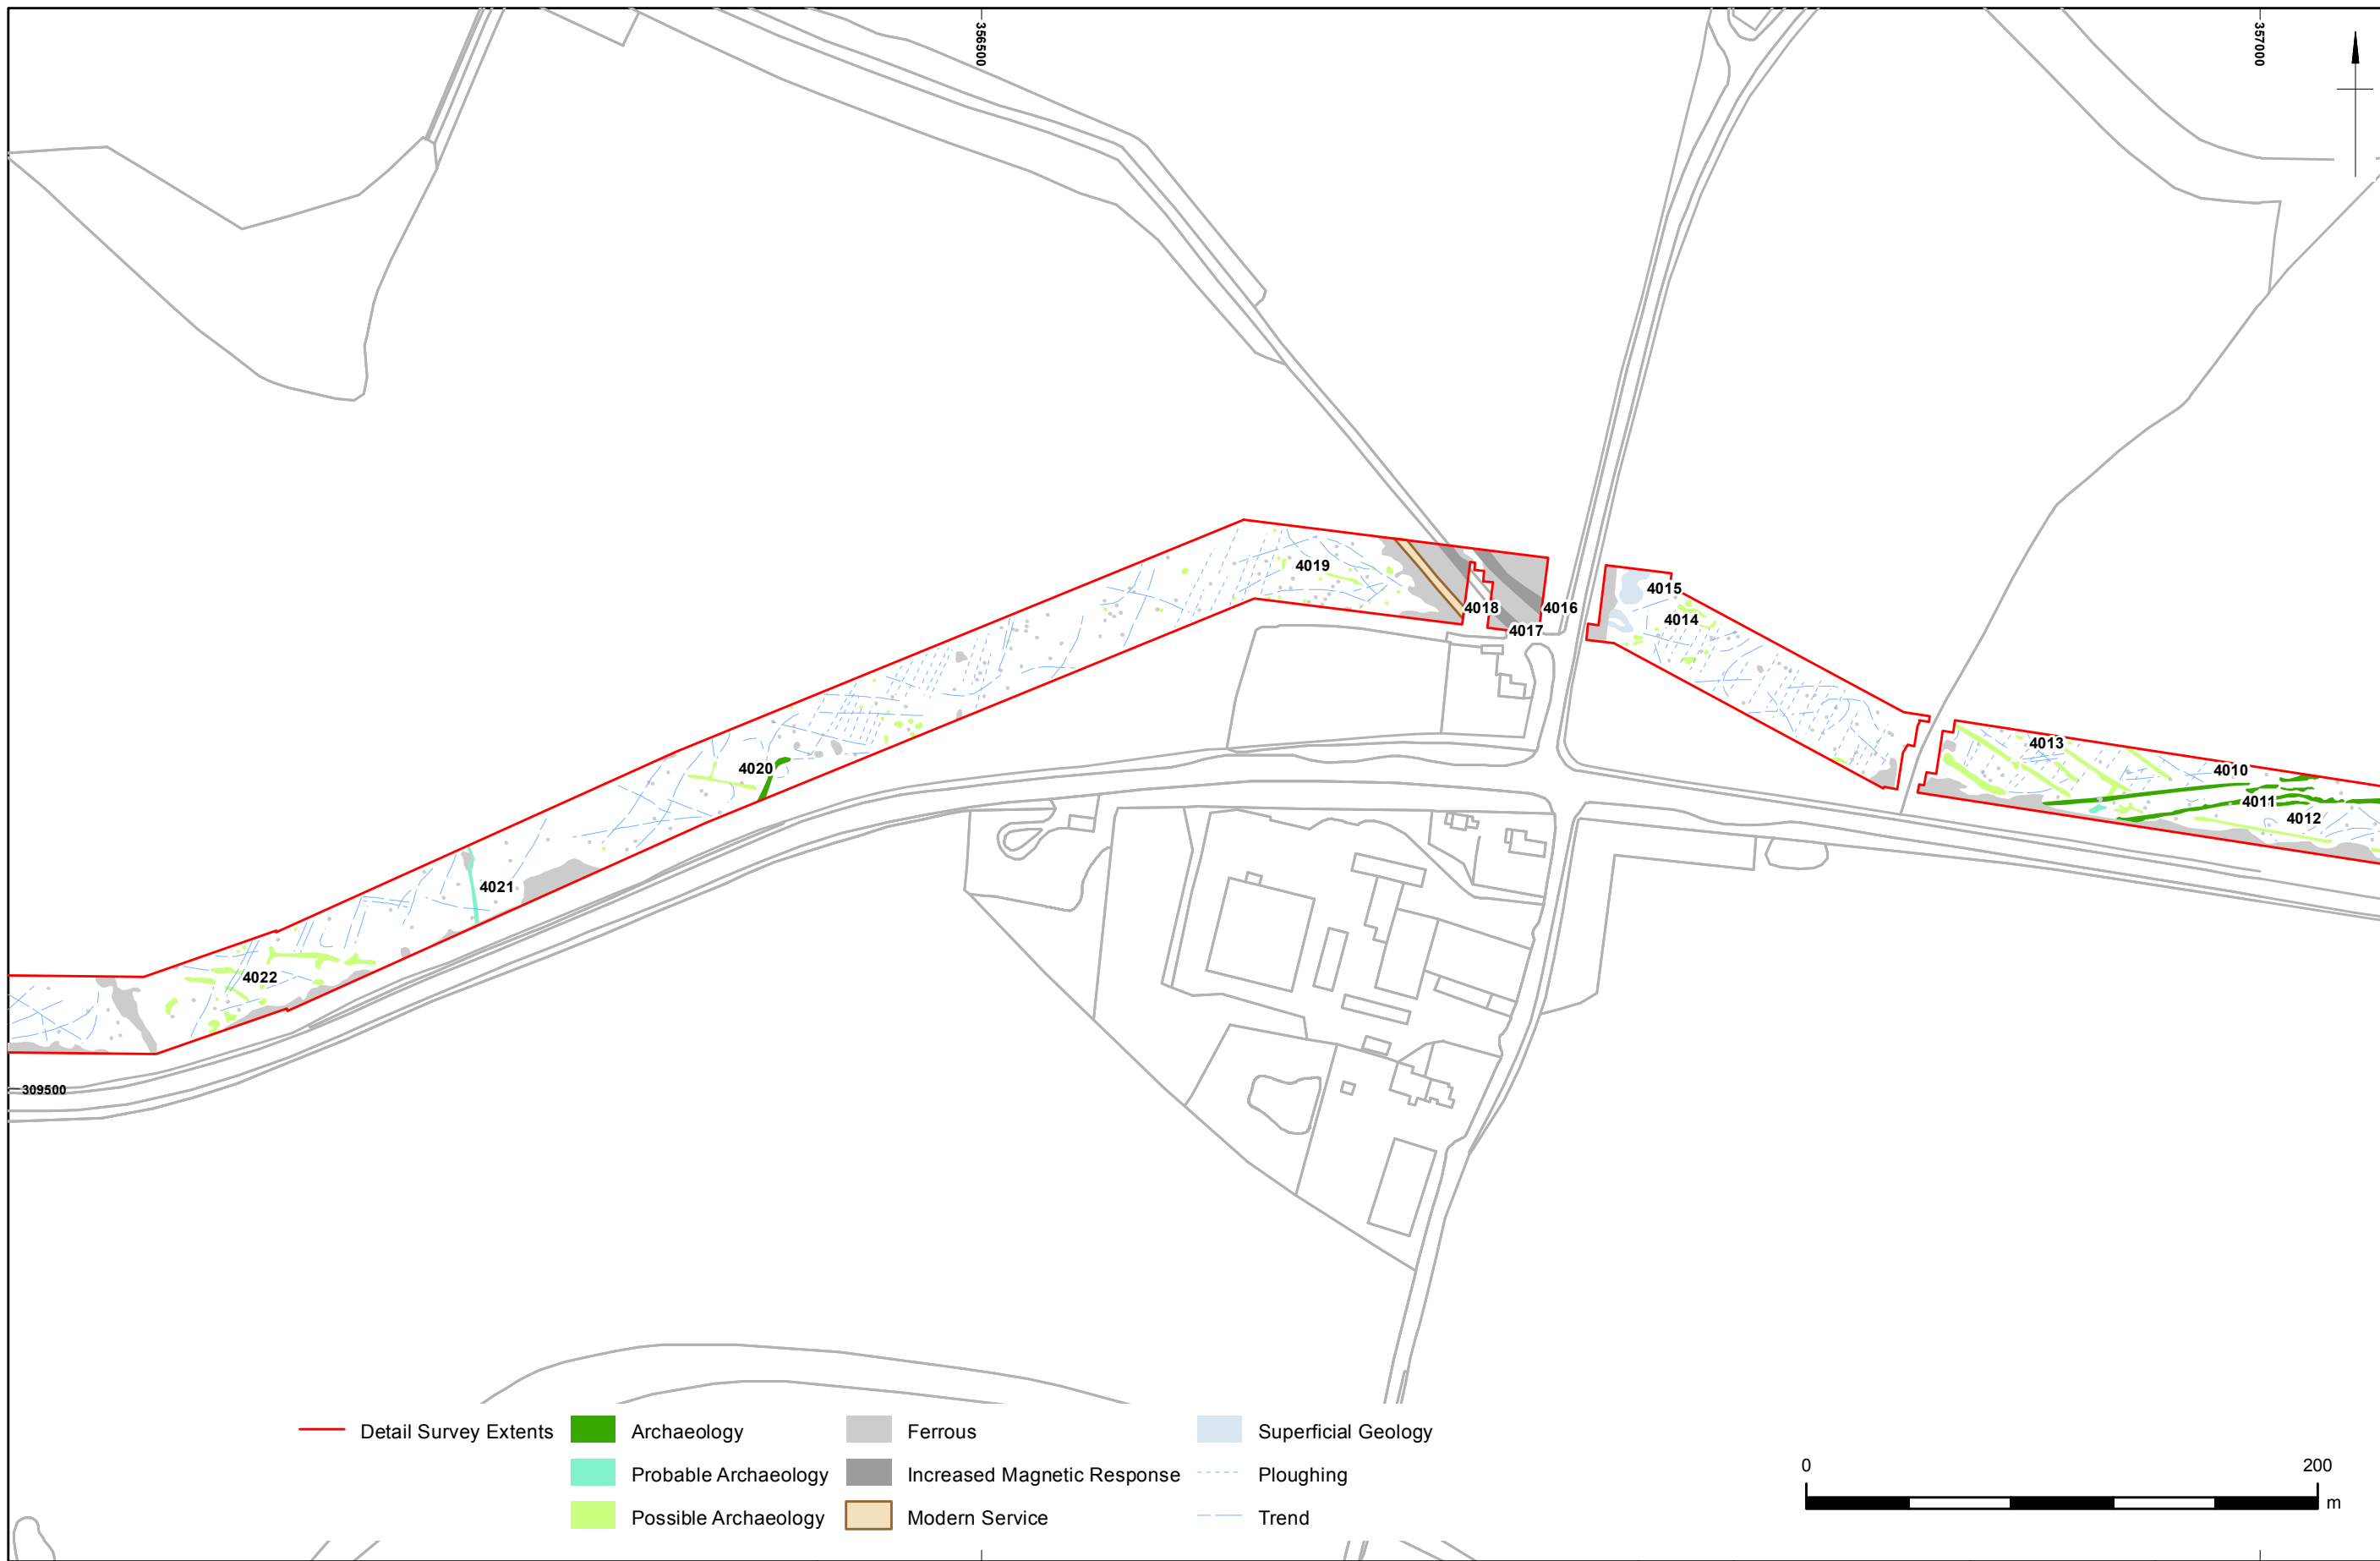 356500
357000
4019
4015
4018
4016
4014
4017
4013
4020
4010
4011
4012
4021
4022
309500
Detail Survey Extents
Archaeology
Ferrous
Superficial Geology
Probable Archaeology
Increased Magnetic Response
Ploughing
Possible Archaeology
Modern Service
Trend
0 200
m